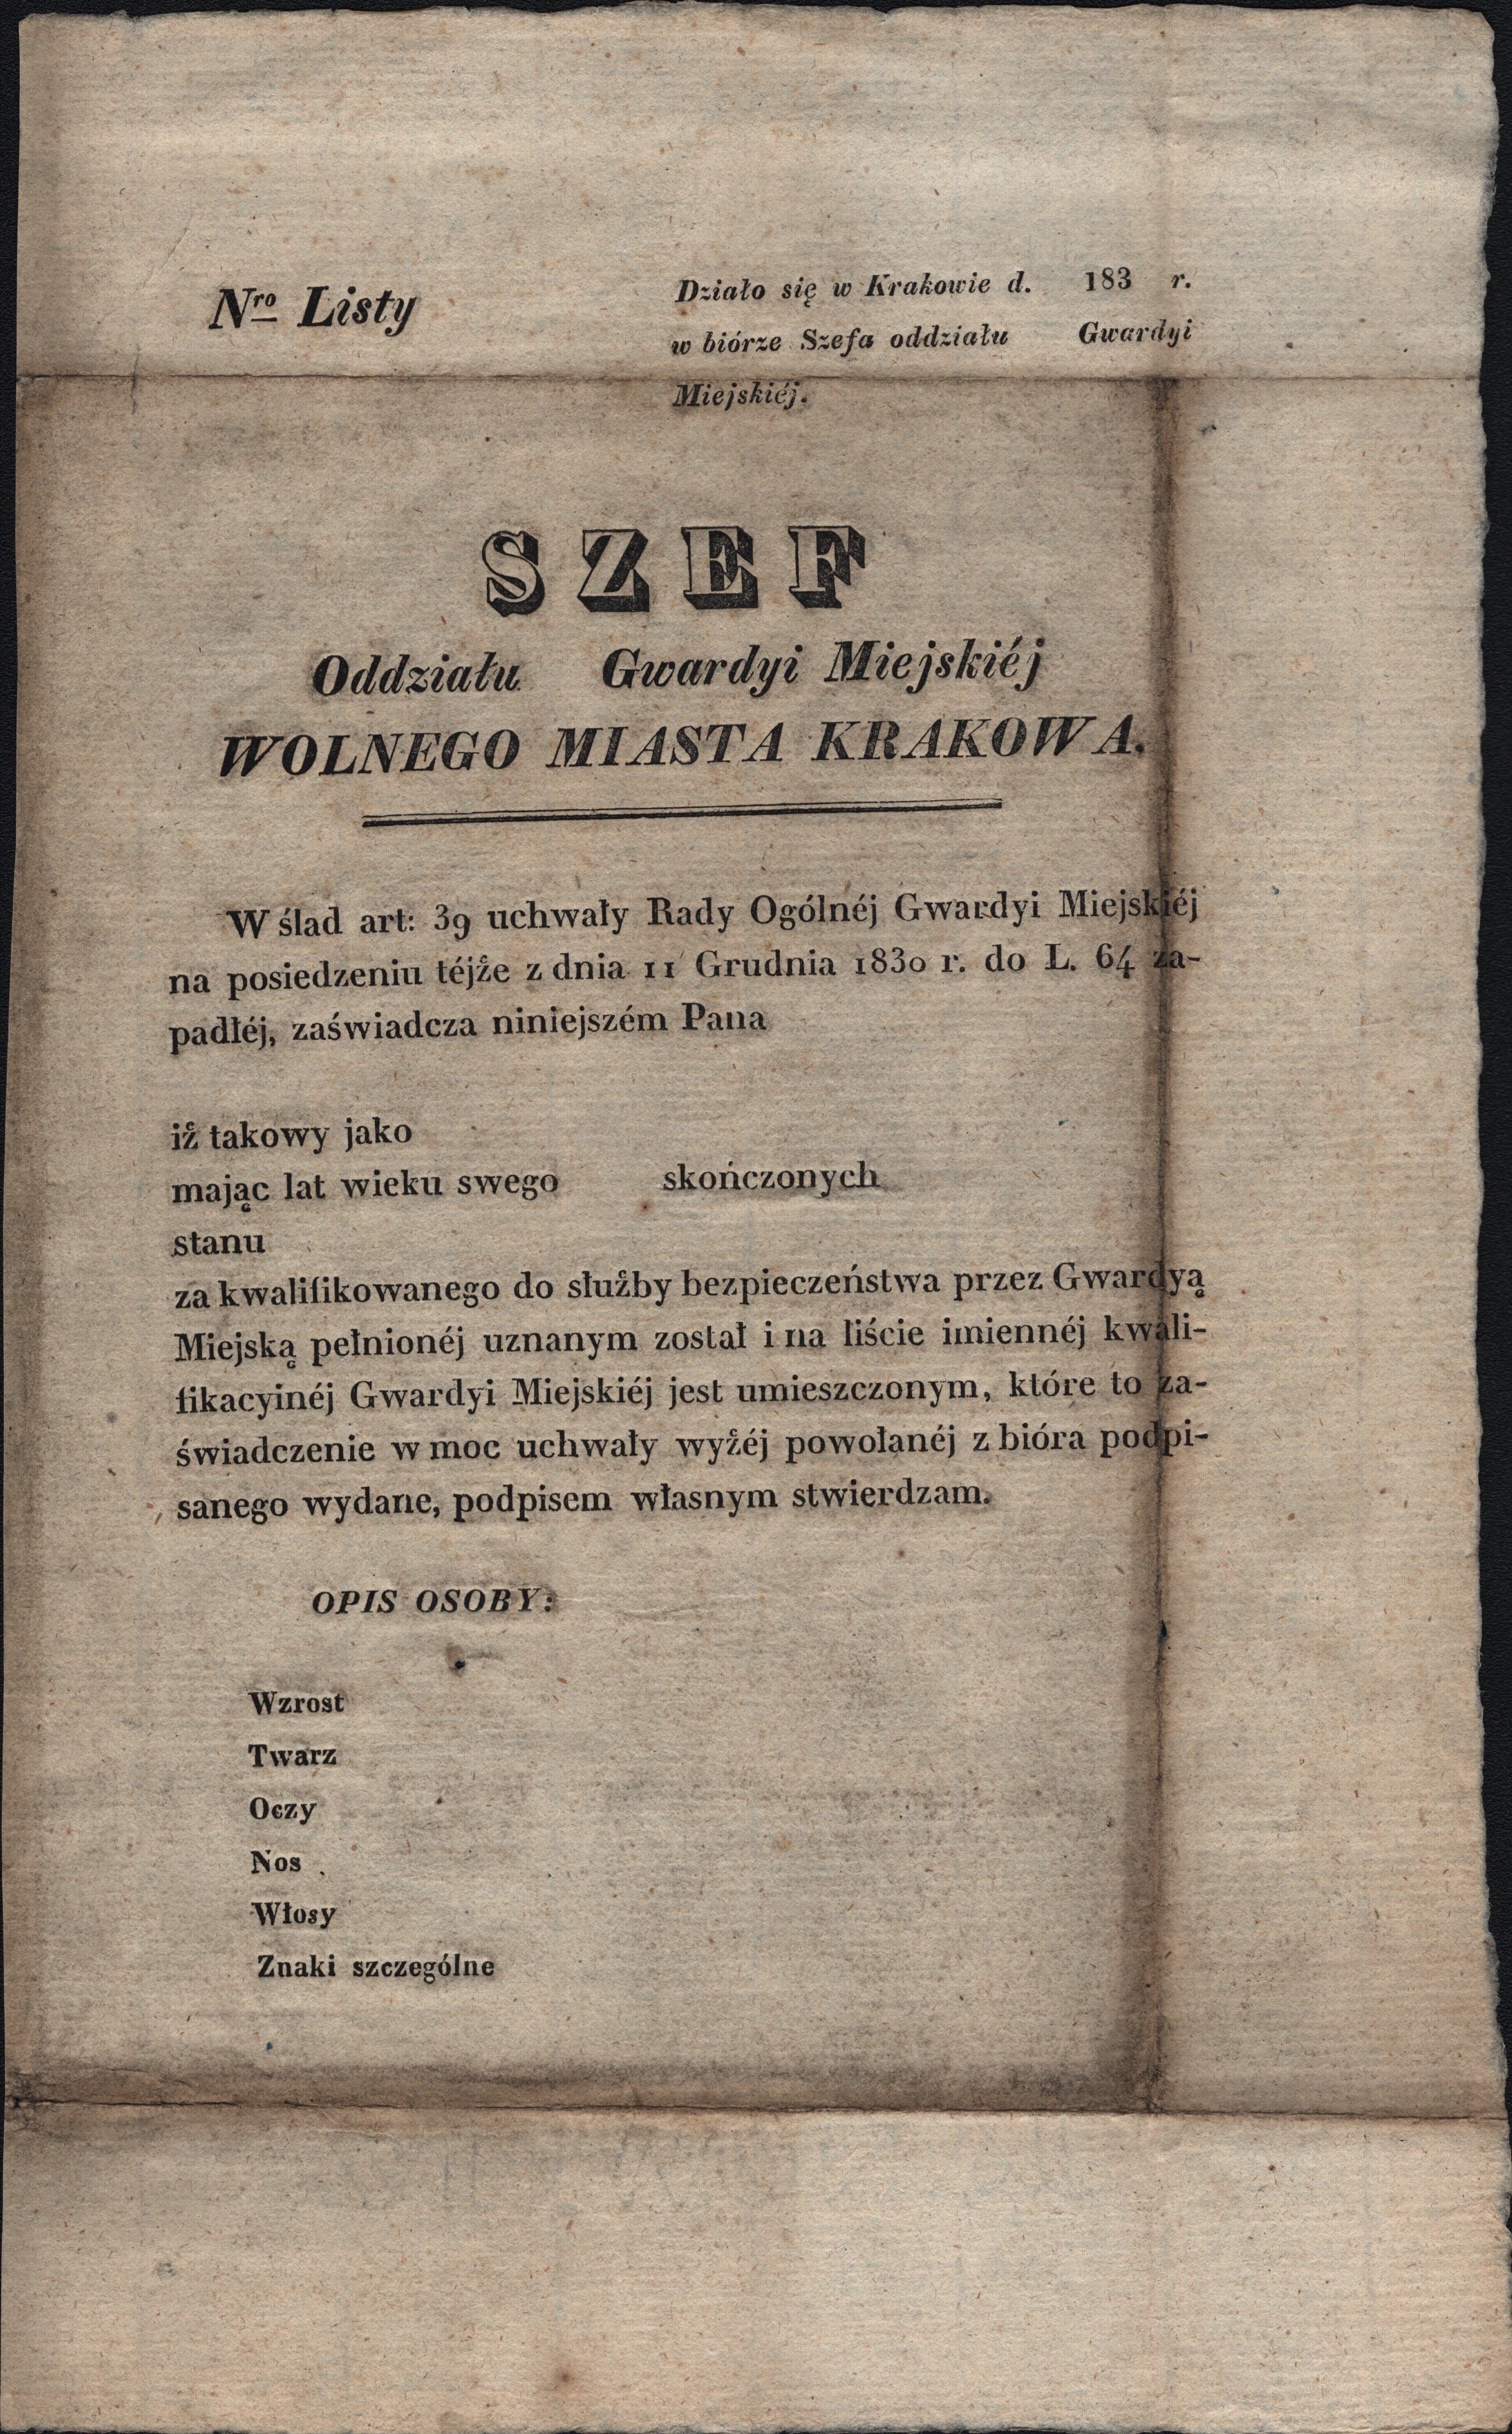 Nro Listy
Działo się w Krakowie d. 183 r.
w biórze Szefa oddziału Gwardyi
Miejskiéj.
SZEF
Oddziału Gwardyi Miejskiéj
WOLNEGO MIASTA KRAKOWA.
W ślad art: 39 uchwały Rady Ogólnéj Gwardyi Miejskiéj
na posiedzeniu téjże z dnia 11 Grudnia 1830 r. do L. 64 za-
padłéj, zaświadcza niniejszém Pana
iż takowy jako
mając lat wieku swego skończonych
stanu
za kwalifikowanego do służby bezpieczeństwa przez Gwardyą
Miejską pełnionéj uznanym został i na liście imiennéj kwali-
fikacyinéj Gwardyi Miejskiéj jest umieszczonym, które to za-
świadczenie w moc uchwały wyżéj powołanéj z bióra podpi-
sanego wydane, podpisem własnym stwierdzam.
OPIS OSOBY:
Wzrost
Twarz
Oczy
Nos
Włosy
Znaki szczególne